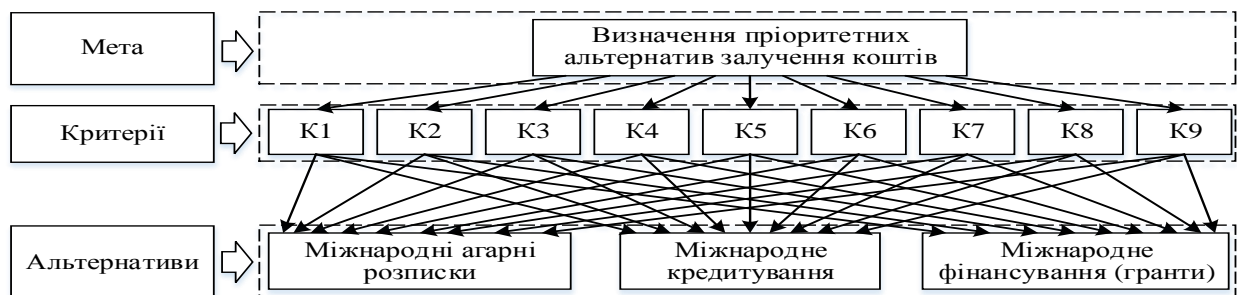 Мета
Визначення пріоритетних
альтернатив залучення коштів
Критерії
К1
К2
К3
К4
К5
К6
К7
К8
К9
Альтернативи
Міжнародні агарні
розписки
Міжнародне
кредитування
Міжнародне
фінансування (гранти)